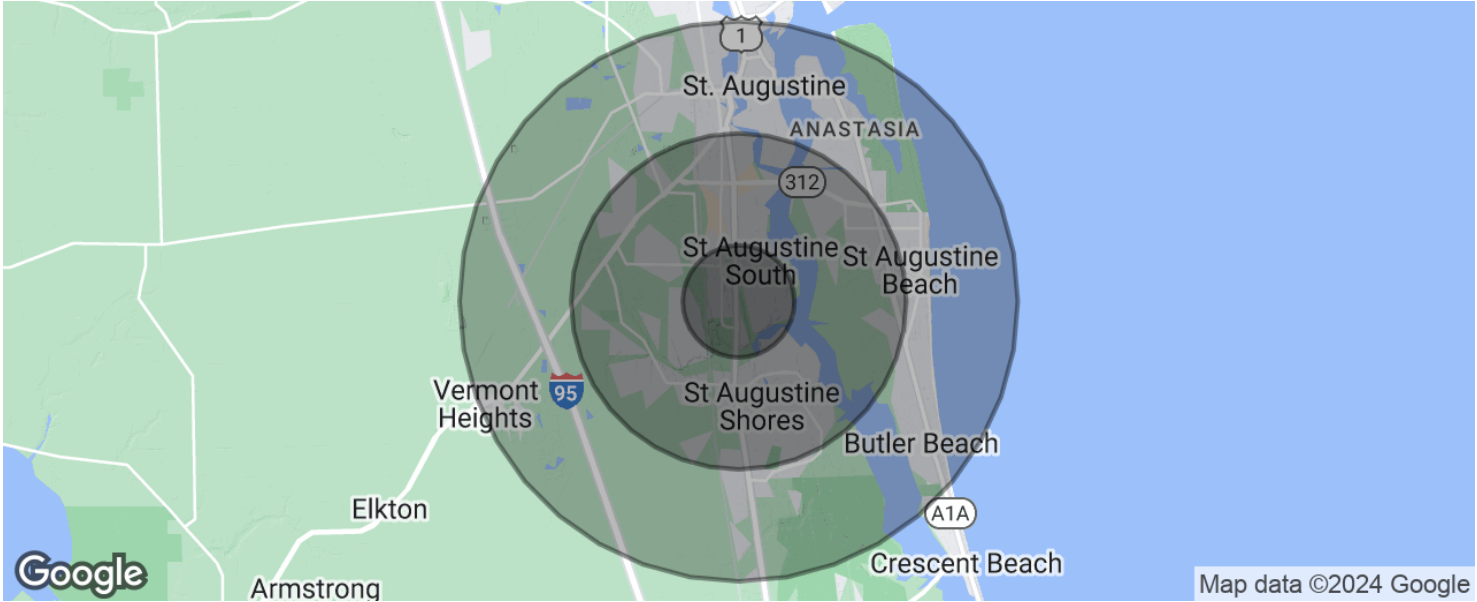 1
St. Augustine
ANASTASIA
312
St Augustine
South
St Augustine
Beach
Vermont
Heights
95
St Augustine
Shores
Butler Beach
Elkton
A1A
Crescent Beach
Armstrong
Google
Map data ©2024 Google